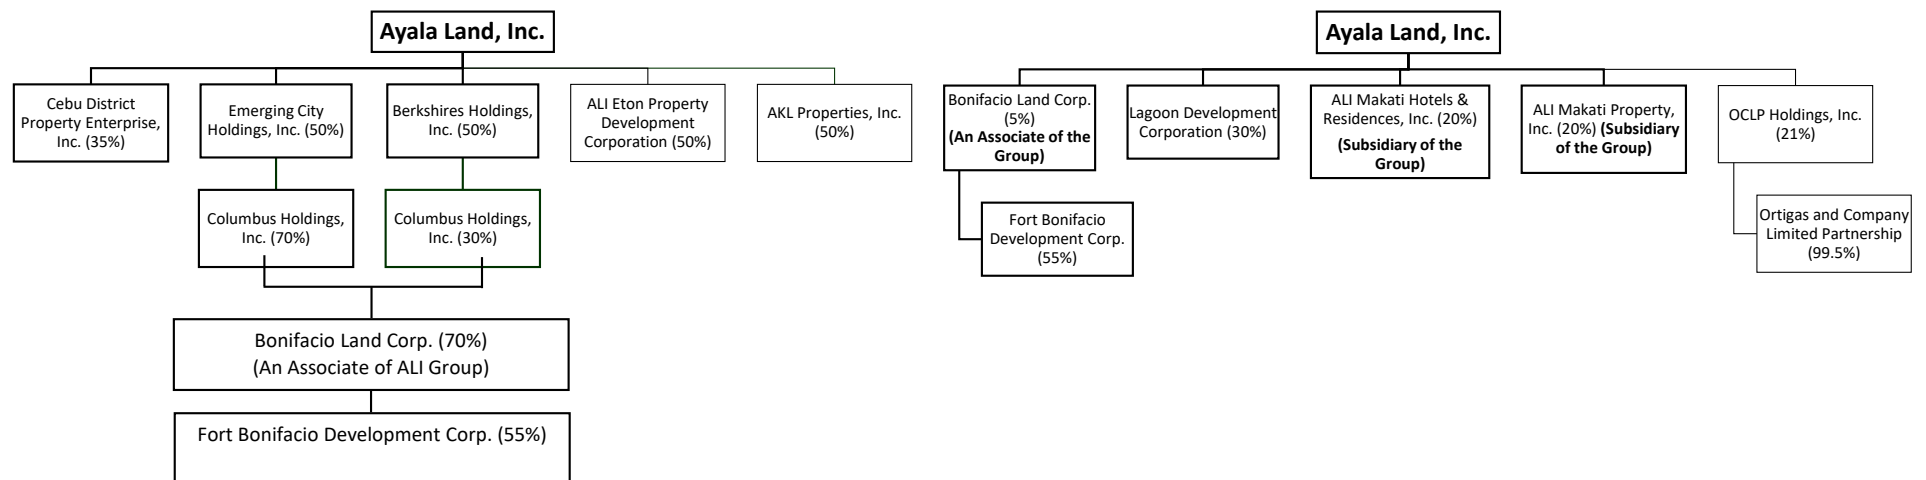 Ayala Land, Inc.
Cebu District
Property Enterprise,
Inc. (35%)
Emerging City
Holdings, Inc. (50%)
Berkshires Holdings,
Inc. (50%)
ALI Eton Property
Development
Corporation (50%)
AKL Properties, Inc.
(50%)
Columbus Holdings,
Inc. (70%)
Columbus Holdings,
Inc. (30%)
Bonifacio Land Corp. (70%)
(An Associate of ALI Group)
Fort Bonifacio Development Corp. (55%)
Ayala Land, Inc.
Bonifacio Land Corp.
(5%)
(An Associate of the
Group)
Lagoon Development
Corporation (30%)
ALI Makati Hotels &
Residences, Inc. (20%)
(Subsidiary of the
Group)
ALI Makati Property,
Inc. (20%) (Subsidiary
of the Group)
OCLP Holdings, Inc.
(21%)
Fort Bonifacio
Development Corp.
(55%)
Ortigas and Company
Limited Partnership
(99.5%)